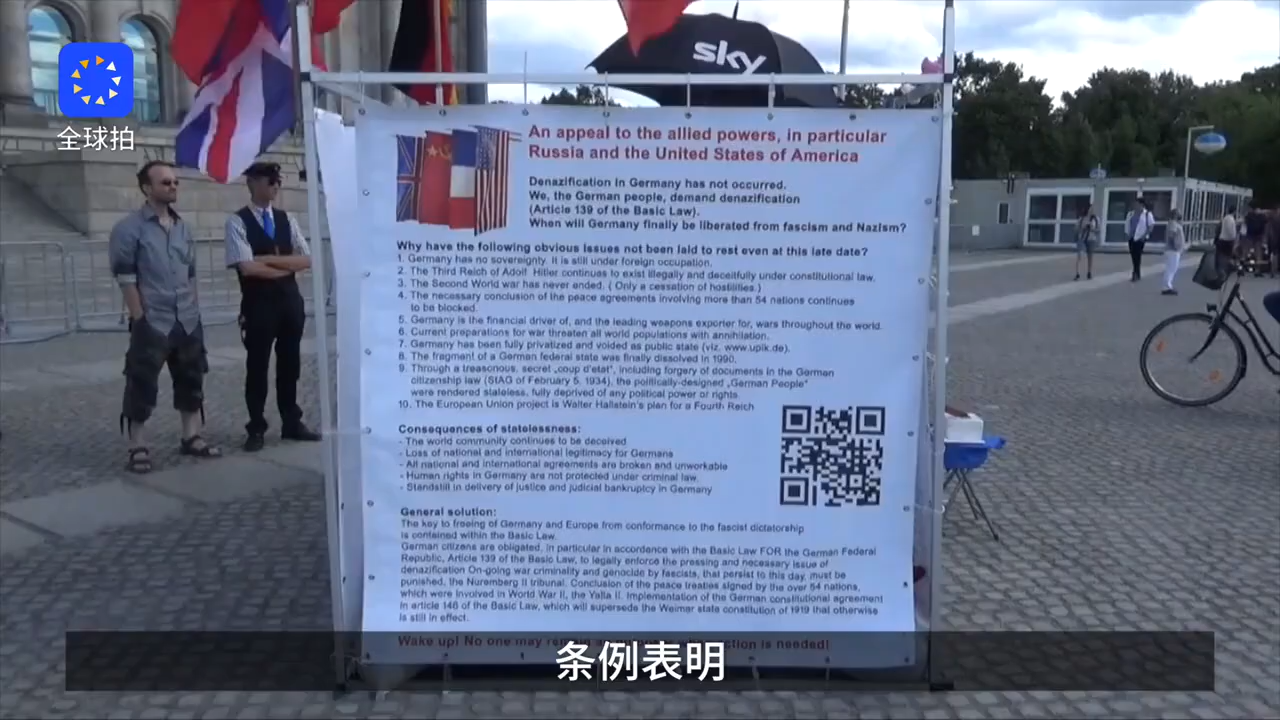 全球拍
sky
An appeal to the allied powers, in particular
Russia and the United States of America
Denazification in Germany has not occurred.
We, the German people, demand denazification
(Article 139 of the Basic Law).
When will Germany finally be liberated from fascism and Nazism?
Why have the following obvious issues not been laid to rest even at this late date?
1. Germany has no sovereignty. It is still under foreign occupation.
2. The Third Reich of Adolf Hitler continues to exist illegally and deceitfully under constitutional law.
3. The Second World war has never ended. ( Only a cessation of hostilities.)
4. The necessary conclusion of the peace agreements involving more than 54 nations continues
to be blocked.
5. Germany is the financial driver of, and the leading weapons exporter for, wars throughout the world.
6. Current preparations for war threaten all world populations with annihilation.
7. Germany has been fully privatized and voided as public state (viz. www.upik.de).
8. The fragment of a German federal state was finally dissolved in 1990.
9. Through a treasonous, secret „coup d'etat", including forgery of documents in the German
citizenship law (StAG of February 5, 1934), the politically-designed „German People"
were rendered stateless, fully deprived of any political power or rights.
10. The European Union project is Walter Hallstein's plan for a Fourth Reich
Consequences of statelessness:
- The world community continues to be deceived
- Loss of national and international legitimacy for Germans
- All national and international agreements are broken and unworkable
- Human rights in Germany are not protected under criminal law
- Standstill in delivery of justice and judicial bankruptcy in Germany
General solution:
The key to freeing of Germany and Europe from conformance to the fascist dictatorship
is contained within the Basic Law.
German citizens are obligated, in particular in accordance with the Basic Law FOR the German Federal
Republic, Article 139 of the Basic Law, to legally enforce the pressing and necessary issue of
denazification On-going war criminality and genocide by fascists, that persist to this day, must be
punished, the Nuremberg II tribunal. Conclusion of the peace treaties signed by the over 54 nations,
which were involved in World War II, the Yalta II. Implementation of the German constitutional agreement
in article 146 of the Basic Law, which will supersede the Weimar state constitution of 1919 that otherwise
is still in effect.
Wake up! No one may action is needed!
条例表明